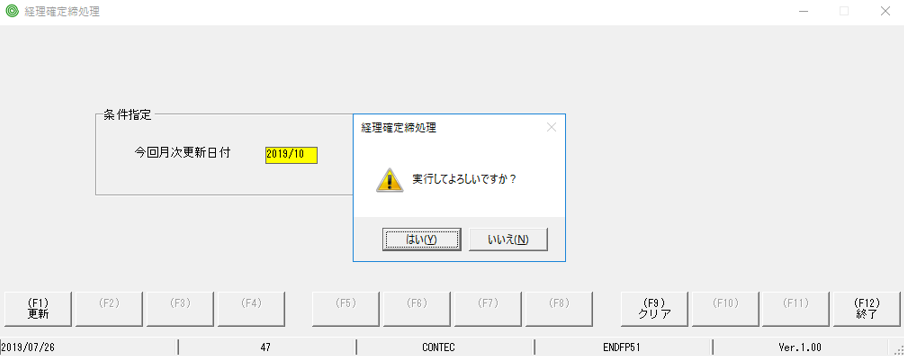 経理確定締処理
条件指定
今回月次更新日付 2019/10
経理確定締処理
実行してよろしいですか？
はい(Y) いいえ(N)
(F1) (F2) (F3) (F4) (F5) (F6) (F7) (F8) (F9) (F10) (F11) (F12)
更新 クリア 終了
2019/07/26 47 CONTEC ENDFP51 Ver.1.00